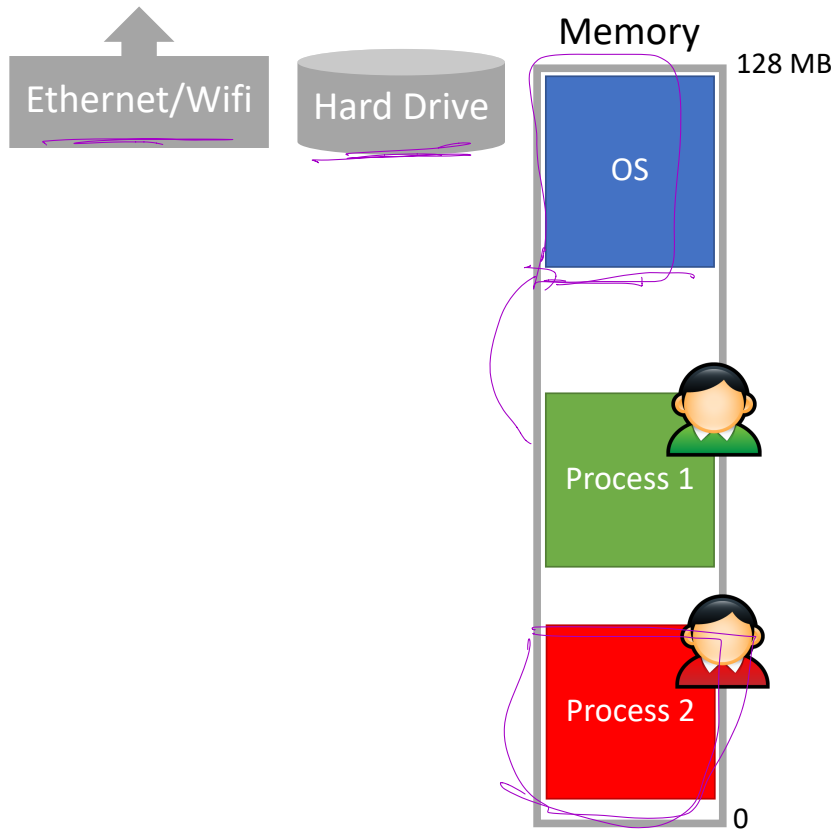 Memory
128 MB
Ethernet/Wifi
Hard Drive
OS
Process 1
Process 2
0